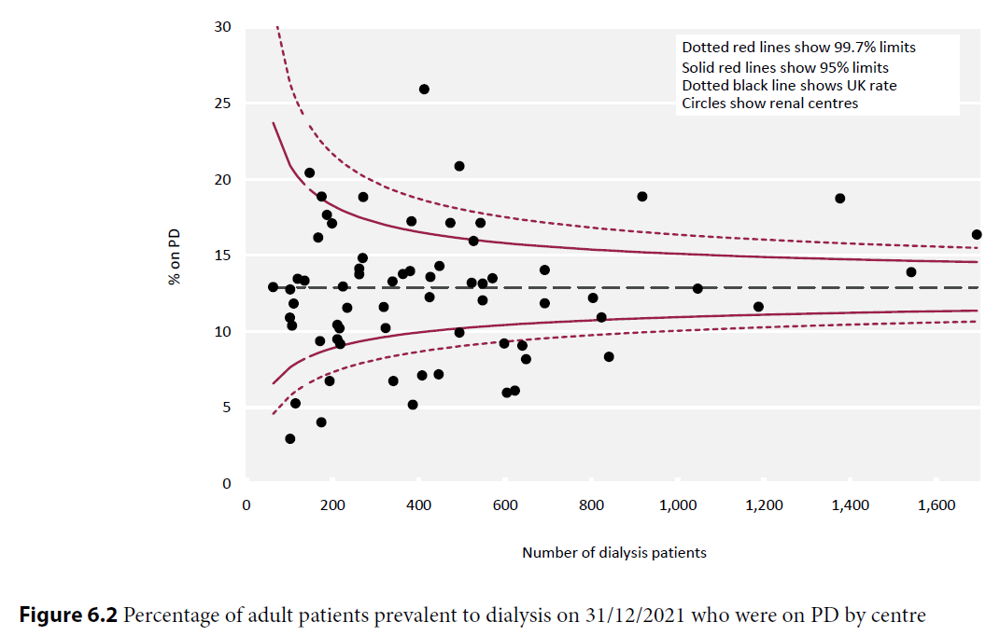 30
25
20
15
10
5
0
% on PD
Dotted red lines show 99.7% limits
Solid red lines show 95% limits
Dotted black line shows UK rate
Circles show renal centres
0 200 400 600 800 1,000 1,200 1,400 1,600
Number of dialysis patients
Figure 6.2 Percentage of adult patients prevalent to dialysis on 31/12/2021 who were on PD by centre